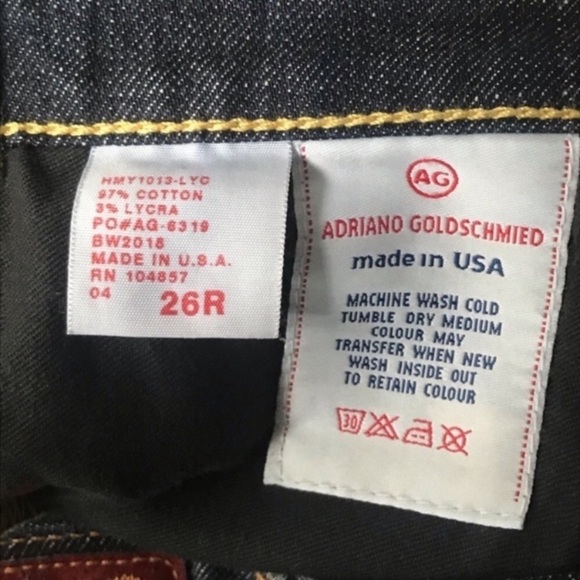 HMY1013-LYC
97% COTTON
3% LYCRA
PO#AG-6319
BW2018
MADE IN U.S.A.
RN 104857
04 26R
AG
ADRIANO GOLDSCHMIED
made in USA
MACHINE WASH COLD
TUMBLE DRY MEDIUM
COLOUR MAY
TRANSFER WHEN NEW
WASH INSIDE OUT
TO RETAIN COLOUR
30